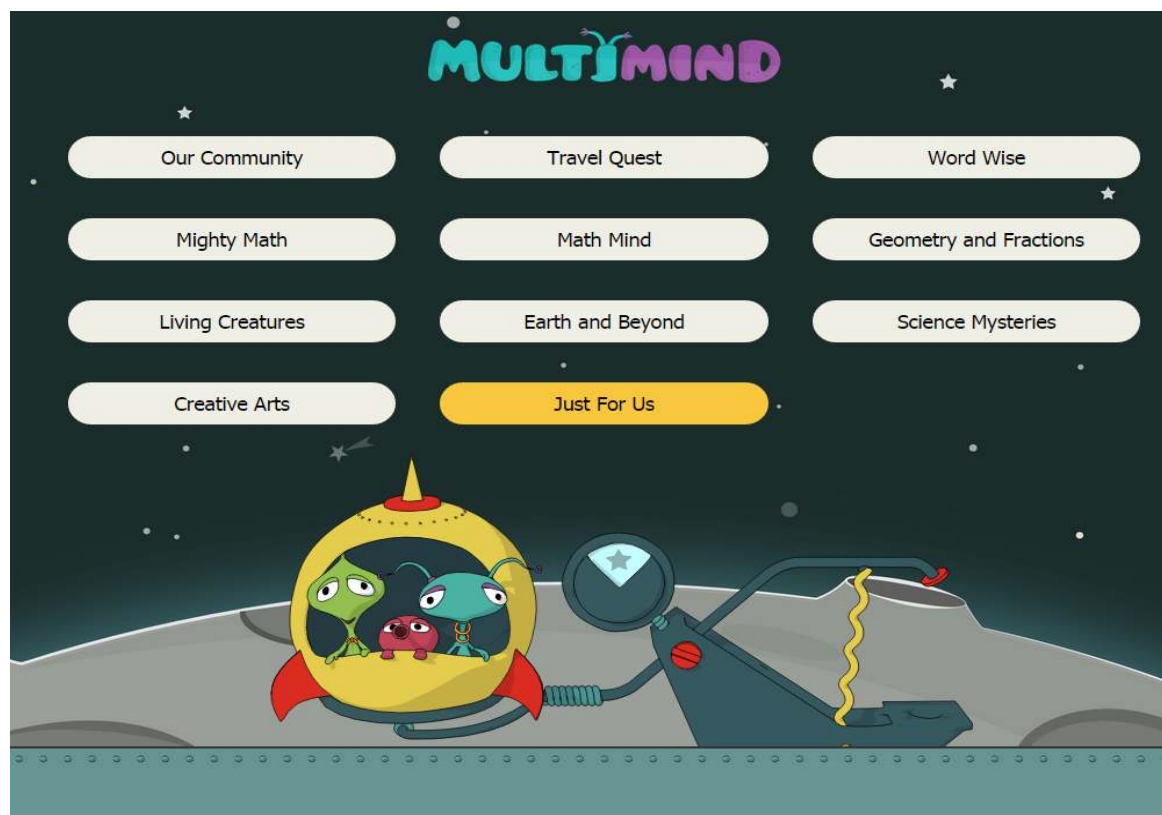 MULTIMIND
Our Community
Travel Quest
Word Wise
Mighty Math
Math Mind
Geometry and Fractions
Living Creatures
Earth and Beyond
Science Mysteries
Creative Arts
Just For Us